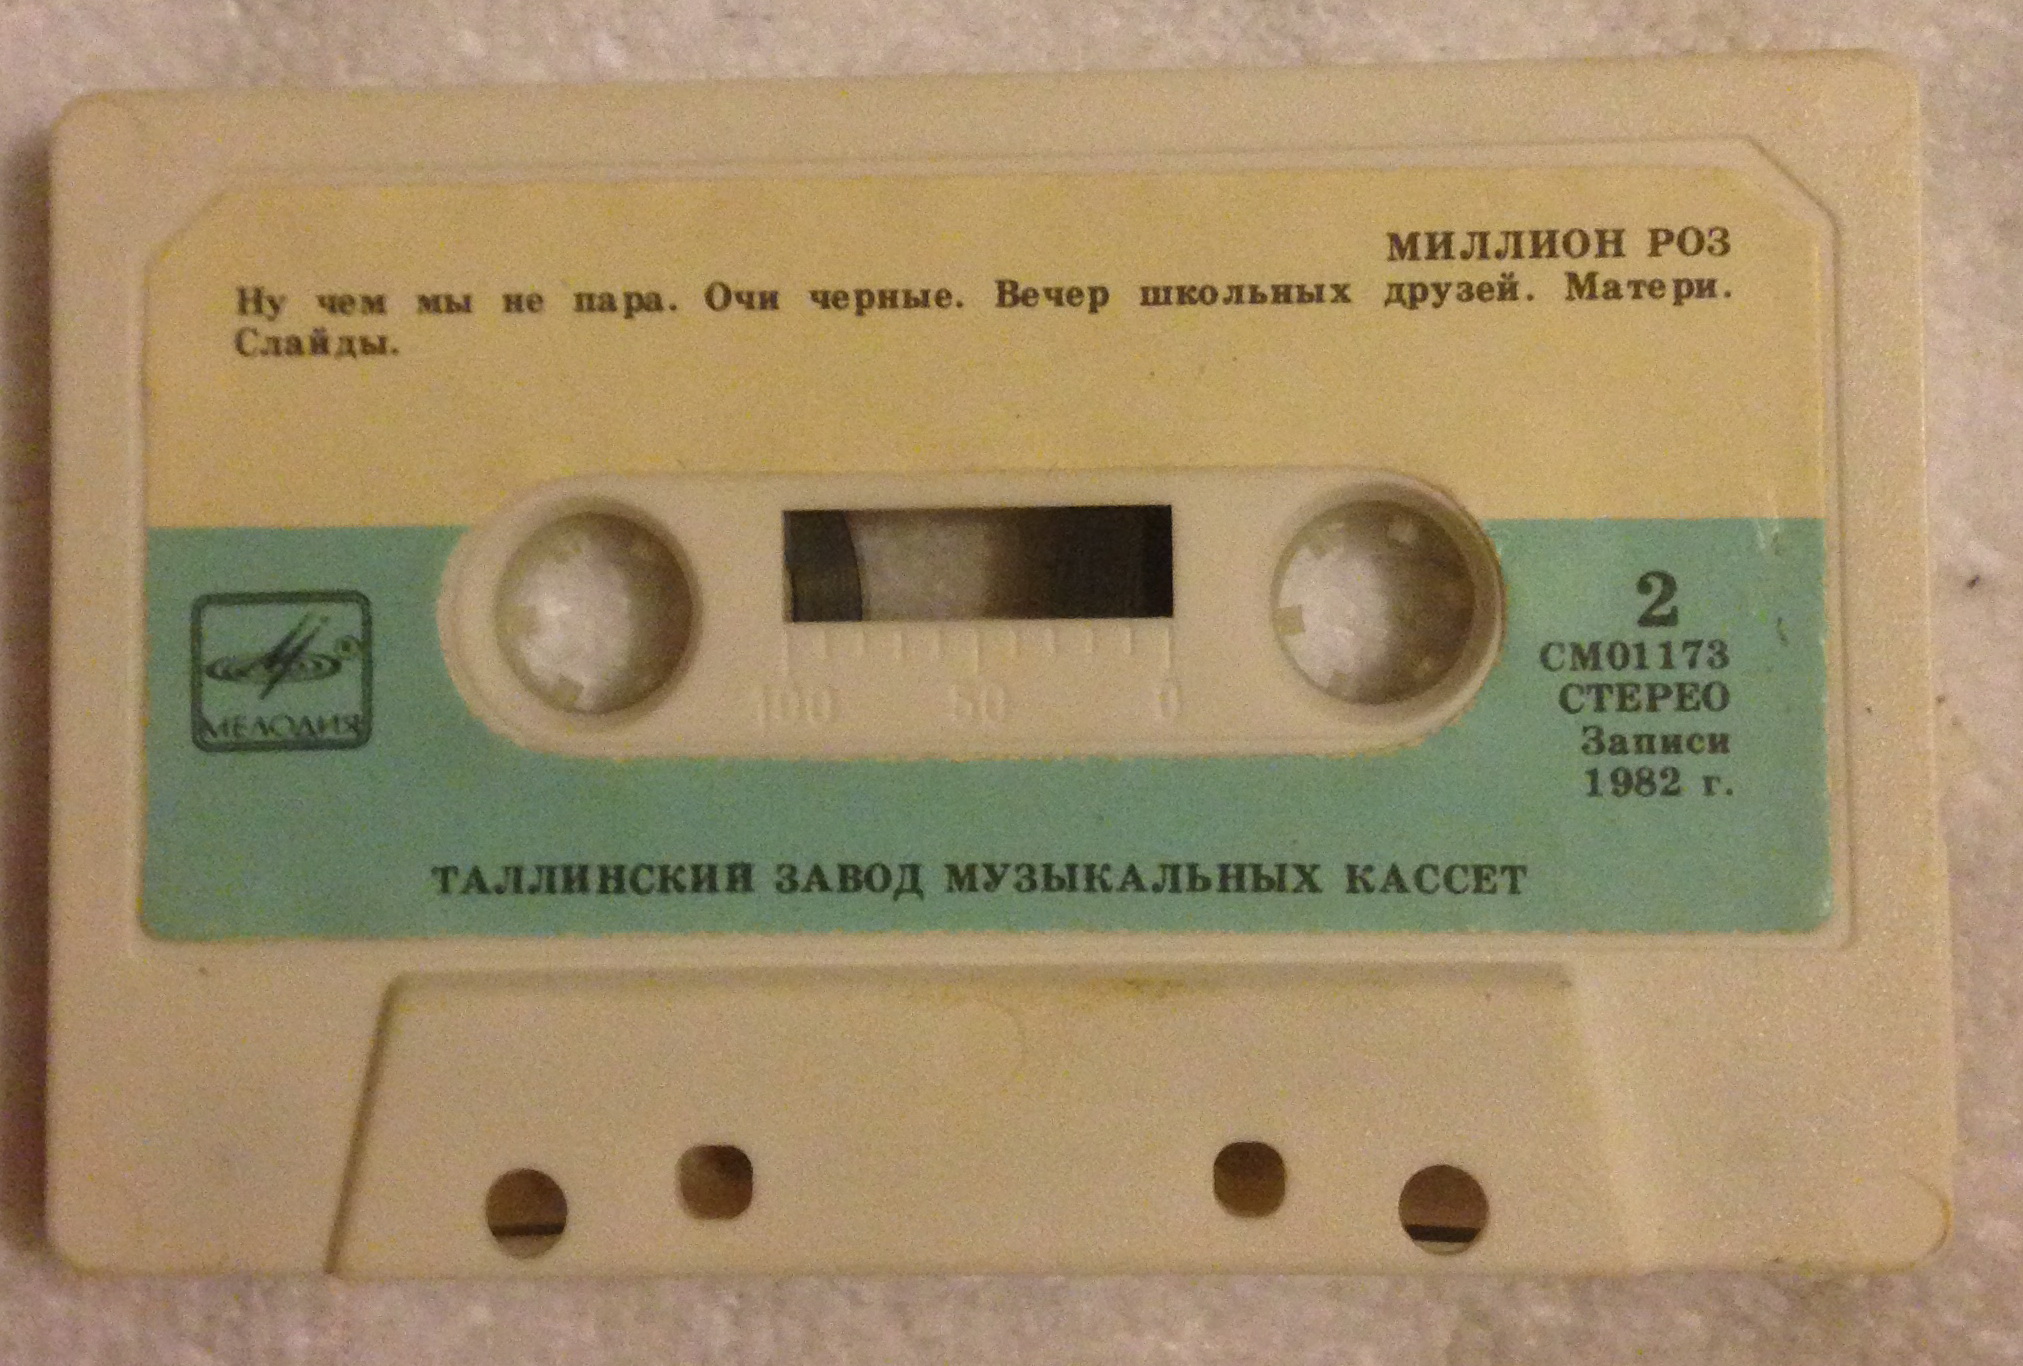 МИЛЛИОН РОЗ
Ну чем мы не пара. Очи черные. Вечер школьных друзей. Матери.
Слайды.
МЕЛОДИЯ
®
100 50 0
2
СМ01173
СТЕРЕО
Записи
1982 г.
ТАЛЛИНСКИЙ ЗАВОД МУЗЫКАЛЬНЫХ КАССЕТ